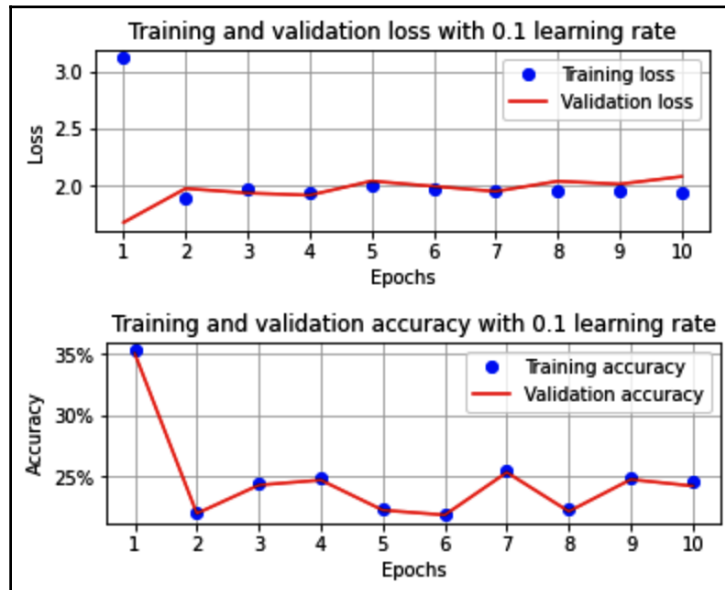 Training and validation loss with 0.1 learning rate
3.0
2.5
2.0
Loss
Training loss
Validation loss
1 2 3 4 5 6 7 8 9 10
Epochs
Training and validation accuracy with 0.1 learning rate
35%
30%
25%
Accuracy
Training accuracy
Validation accuracy
1 2 3 4 5 6 7 8 9 10
Epochs